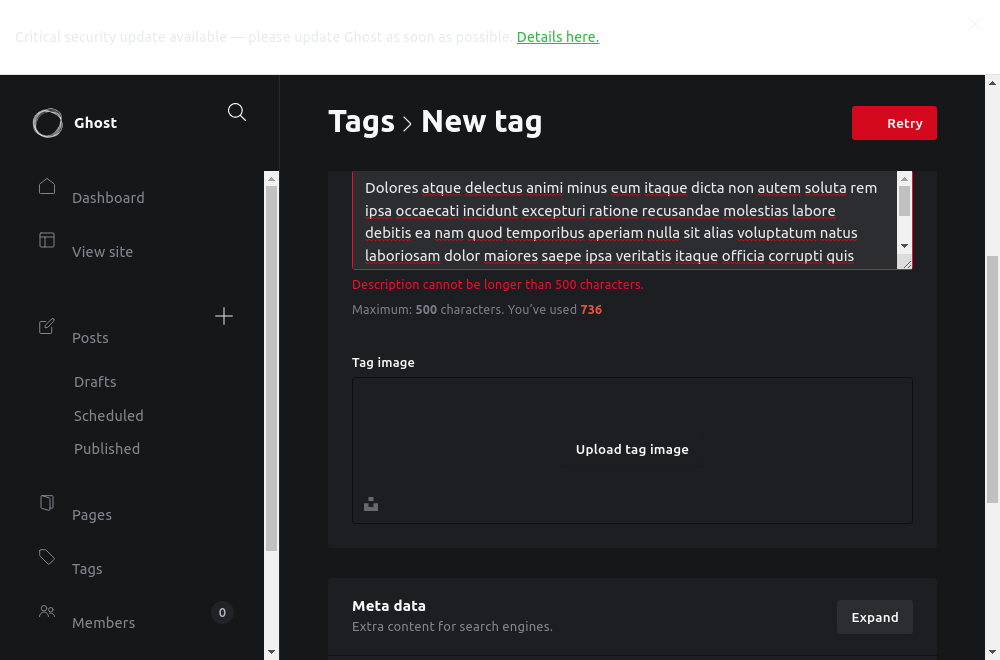 Critical security update available — please update Ghost as soon as possible. Details here.
Ghost
Dashboard
View site
Posts
Drafts
Scheduled
Published
Pages
Tags
Members 0
Tags > New tag
Retry
Dolores atque delectus animi minus eum itaque dicta non autem soluta rem
ipsa occaecati incidunt excepturi ratione recusandae molestias labore
debitis ea nam quod temporibus aperiam nulla sit alias voluptatum natus
laboriosam dolor maiores saepe ipsa veritatis itaque officia corrupti quis
Description cannot be longer than 500 characters.
Maximum: 500 characters. You’ve used 736
Tag image
Upload tag image
Meta data
Extra content for search engines.
Expand